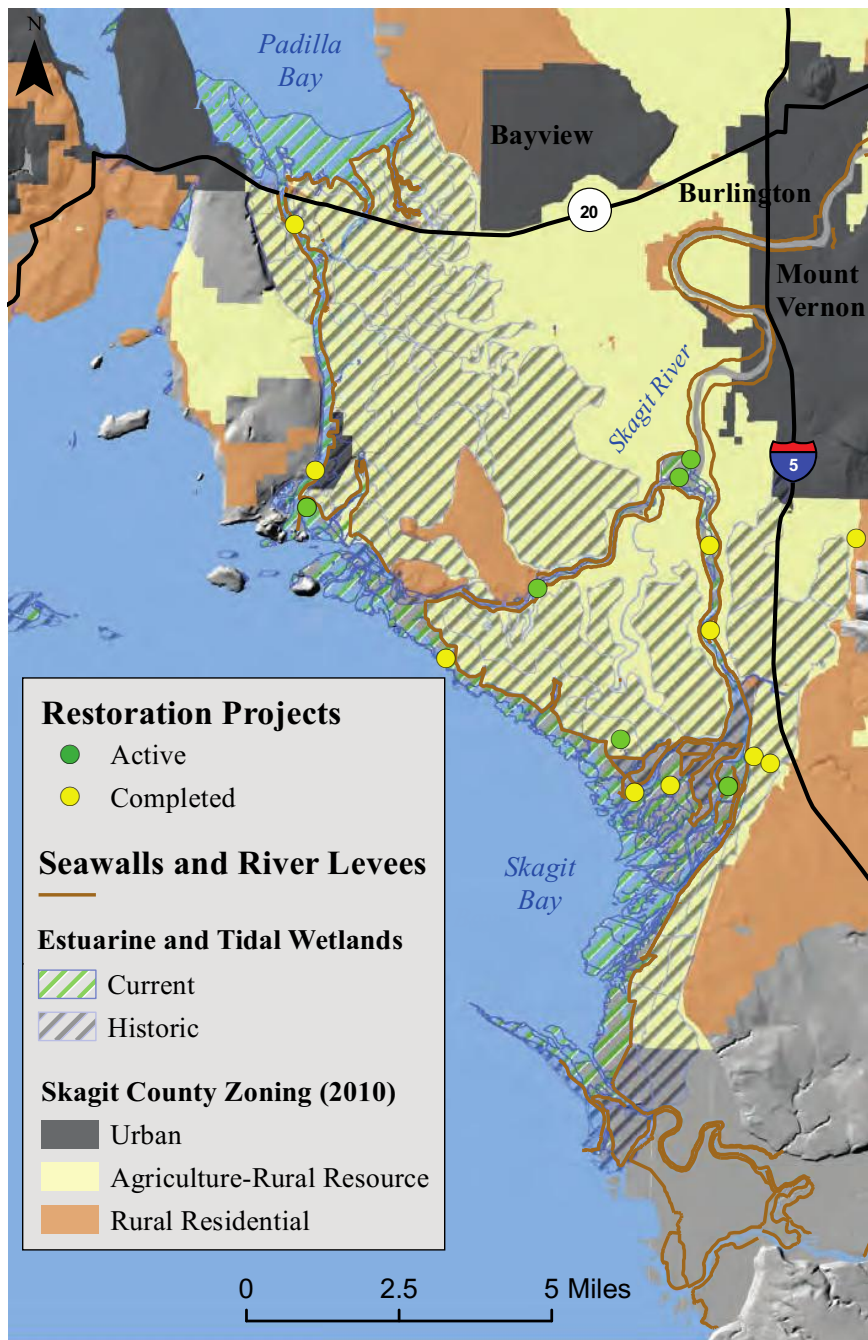 N
Padilla
Bay
Bayview
20
Burlington
Mount
Vernon
Skagit River
5
Restoration Projects
Active
Completed
Seawalls and River Levees
Estuarine and Tidal Wetlands
Current
Historic
Skagit County Zoning (2010)
Urban
Agriculture-Rural Resource
Rural Residential
Skagit
Bay
0 2.5 5 Miles